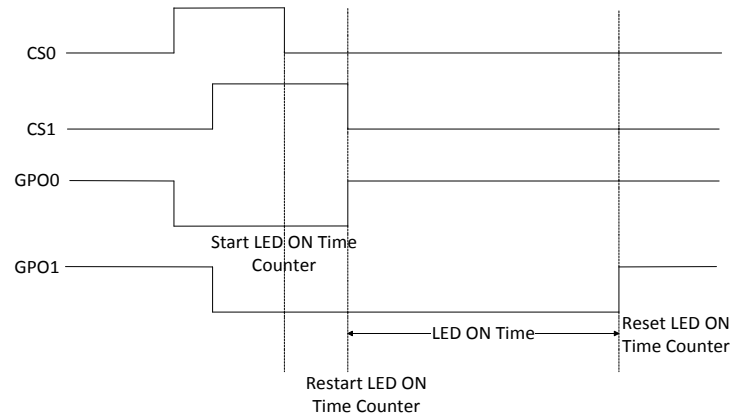 CS0
CS1
GPO0
Start LED ON Time
Counter
GPO1
LED ON Time
Reset LED ON
Time Counter
Restart LED ON
Time Counter